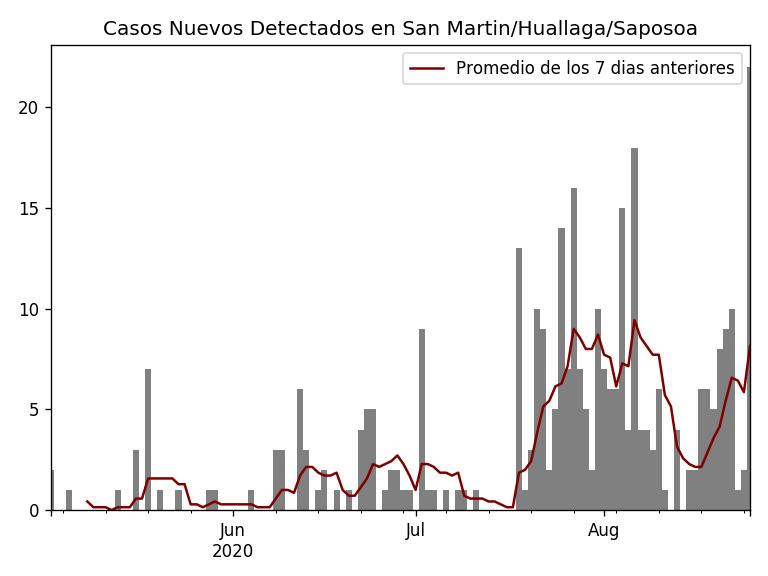 Casos Nuevos Detectados en San Martin/Huallaga/Saposoa
Promedio de los 7 dias anteriores
20
15
10
5
0
Jun
2020
Jul
Aug